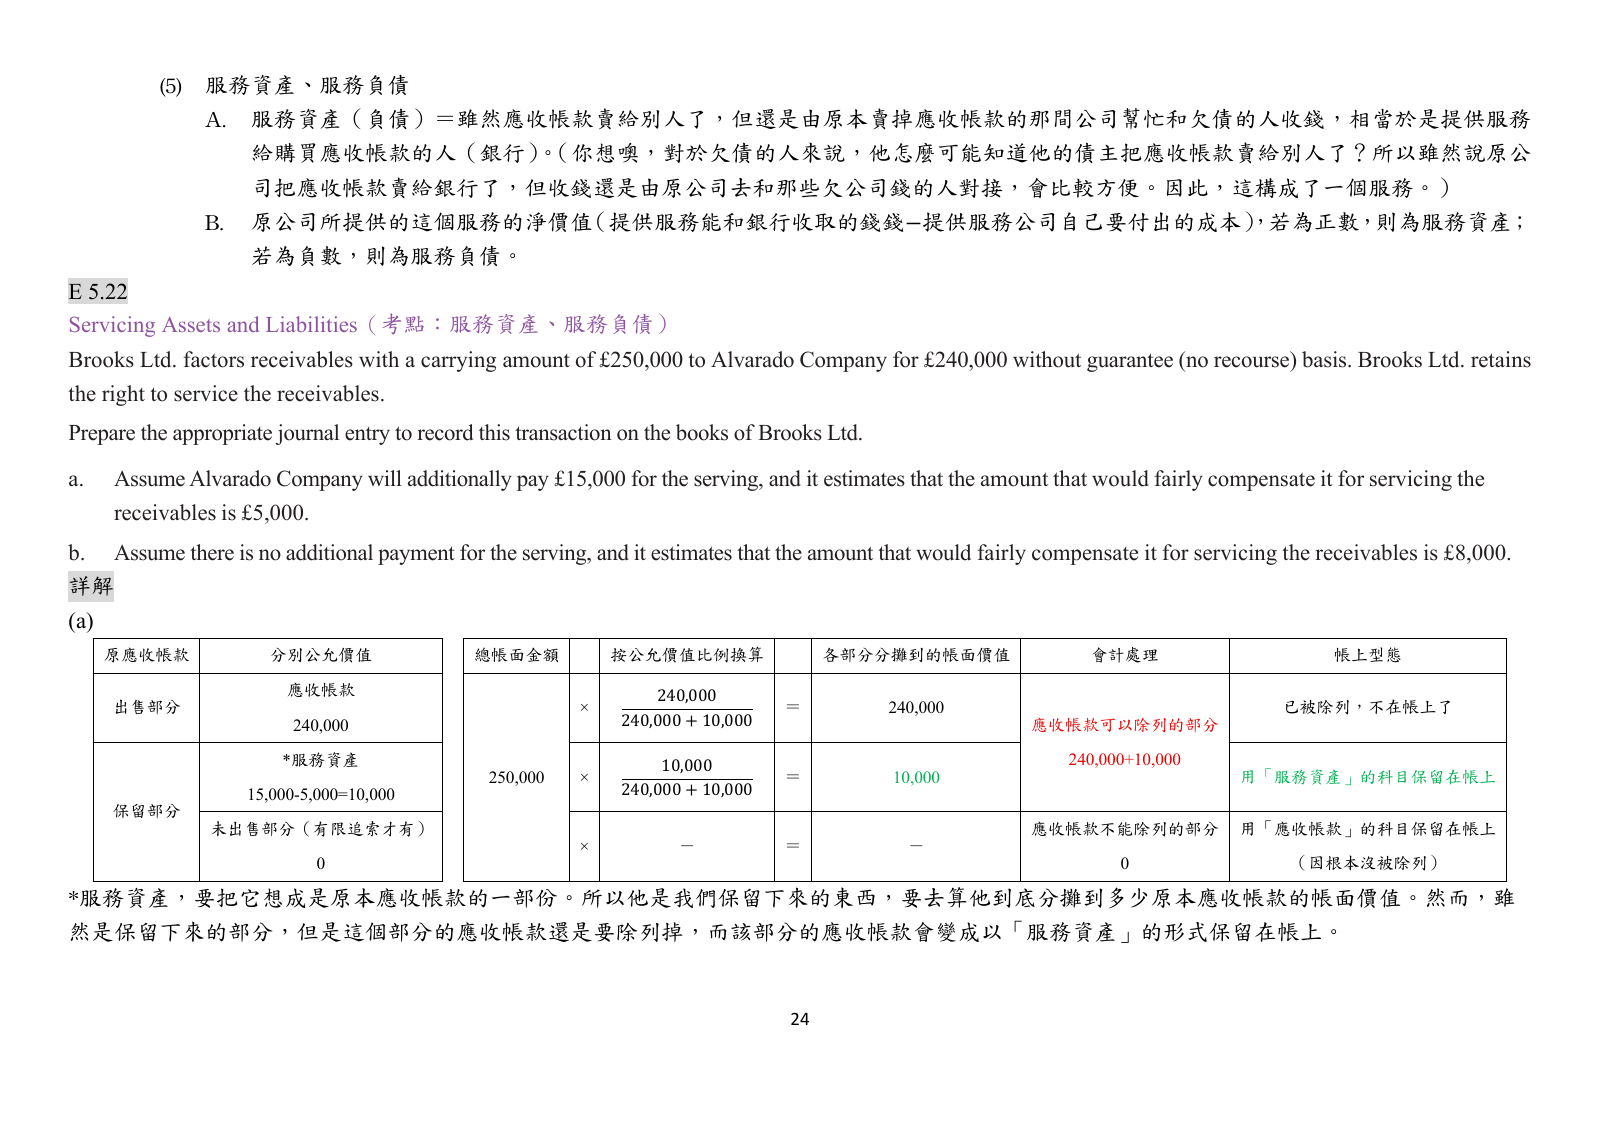 (5) 服務資產、服務負債
A. 服務資產（負債）＝雖然應收帳款賣給別人了，但還是由原本賣掉應收帳款的那間公司幫忙和欠債的人收錢，相當於是提供服務
給購買應收帳款的人（銀行）。（你想噢，對於欠債的人來說，他怎麼可能知道他的債主把應收帳款賣給別人了？所以雖然說原公
司把應收帳款賣給銀行了，但收錢還是由原公司去和那些欠公司錢的人對接，會比較方便。因此，這構成了一個服務。）
B. 原公司所提供的這個服務的淨價值（提供服務能和銀行收取的錢錢–提供服務公司自己要付出的成本），若為正數，則為服務資產；
若為負數，則為服務負債。
E 5.22
Servicing Assets and Liabilities（考點：服務資產、服務負債）
Brooks Ltd. factors receivables with a carrying amount of £250,000 to Alvarado Company for £240,000 without guarantee (no recourse) basis. Brooks Ltd. retains
the right to service the receivables.
Prepare the appropriate journal entry to record this transaction on the books of Brooks Ltd.
a. Assume Alvarado Company will additionally pay £15,000 for the serving, and it estimates that the amount that would fairly compensate it for servicing the
receivables is £5,000.
b. Assume there is no additional payment for the serving, and it estimates that the amount that would fairly compensate it for servicing the receivables is £8,000.
詳解
(a)
原應收帳款 分別公允價值 總帳面金額 按公允價值比例換算 各部分分攤到的帳面價值 會計處理 帳上型態
出售部分 應收帳款
240,000
× 240,000
240,000 + 10,000
＝ 240,000 已被除列，不在帳上了
應收帳款可以除列的部分
240,000+10,000
保留部分 *服務資產
15,000-5,000=10,000
250,000 × 10,000
240,000 + 10,000
＝ 10,000 用「服務資產」的科目保留在帳上
未出售部分（有限追索才有）
0
× － ＝ － 應收帳款不能除列的部分
0
用「應收帳款」的科目保留在帳上
（因根本沒被除列）
*服務資產，要把它想成是原本應收帳款的一部份。所以他是我們保留下來的東西，要去算他到底分攤到多少原本應收帳款的帳面價值。然而，雖
然是保留下來的部分，但是這個部分的應收帳款還是要除列掉，而該部分的應收帳款會變成以「服務資產」的形式保留在帳上。
24